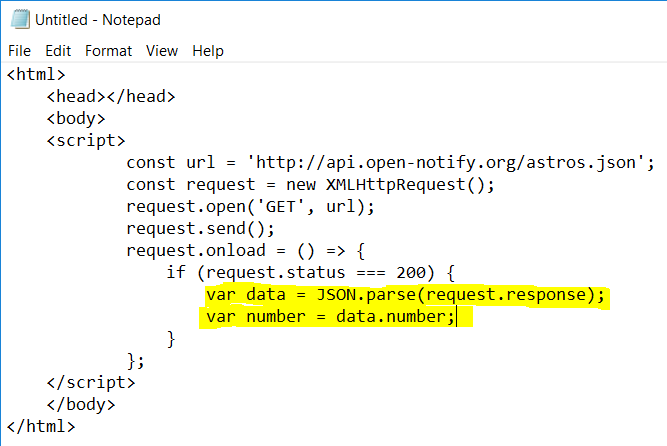 Untitled - Notepad
File Edit Format View Help
<html>
    <head></head>
    <body>
    <script>
            const url = 'http://api.open-notify.org/astros.json';
            const request = new XMLHttpRequest();
            request.open('GET', url);
            request.send();
            request.onload = () => {
                if (request.status === 200) {
                    var data = JSON.parse(request.response);
                    var number = data.number;
                }
            };
    </script>
    </body>
</html>